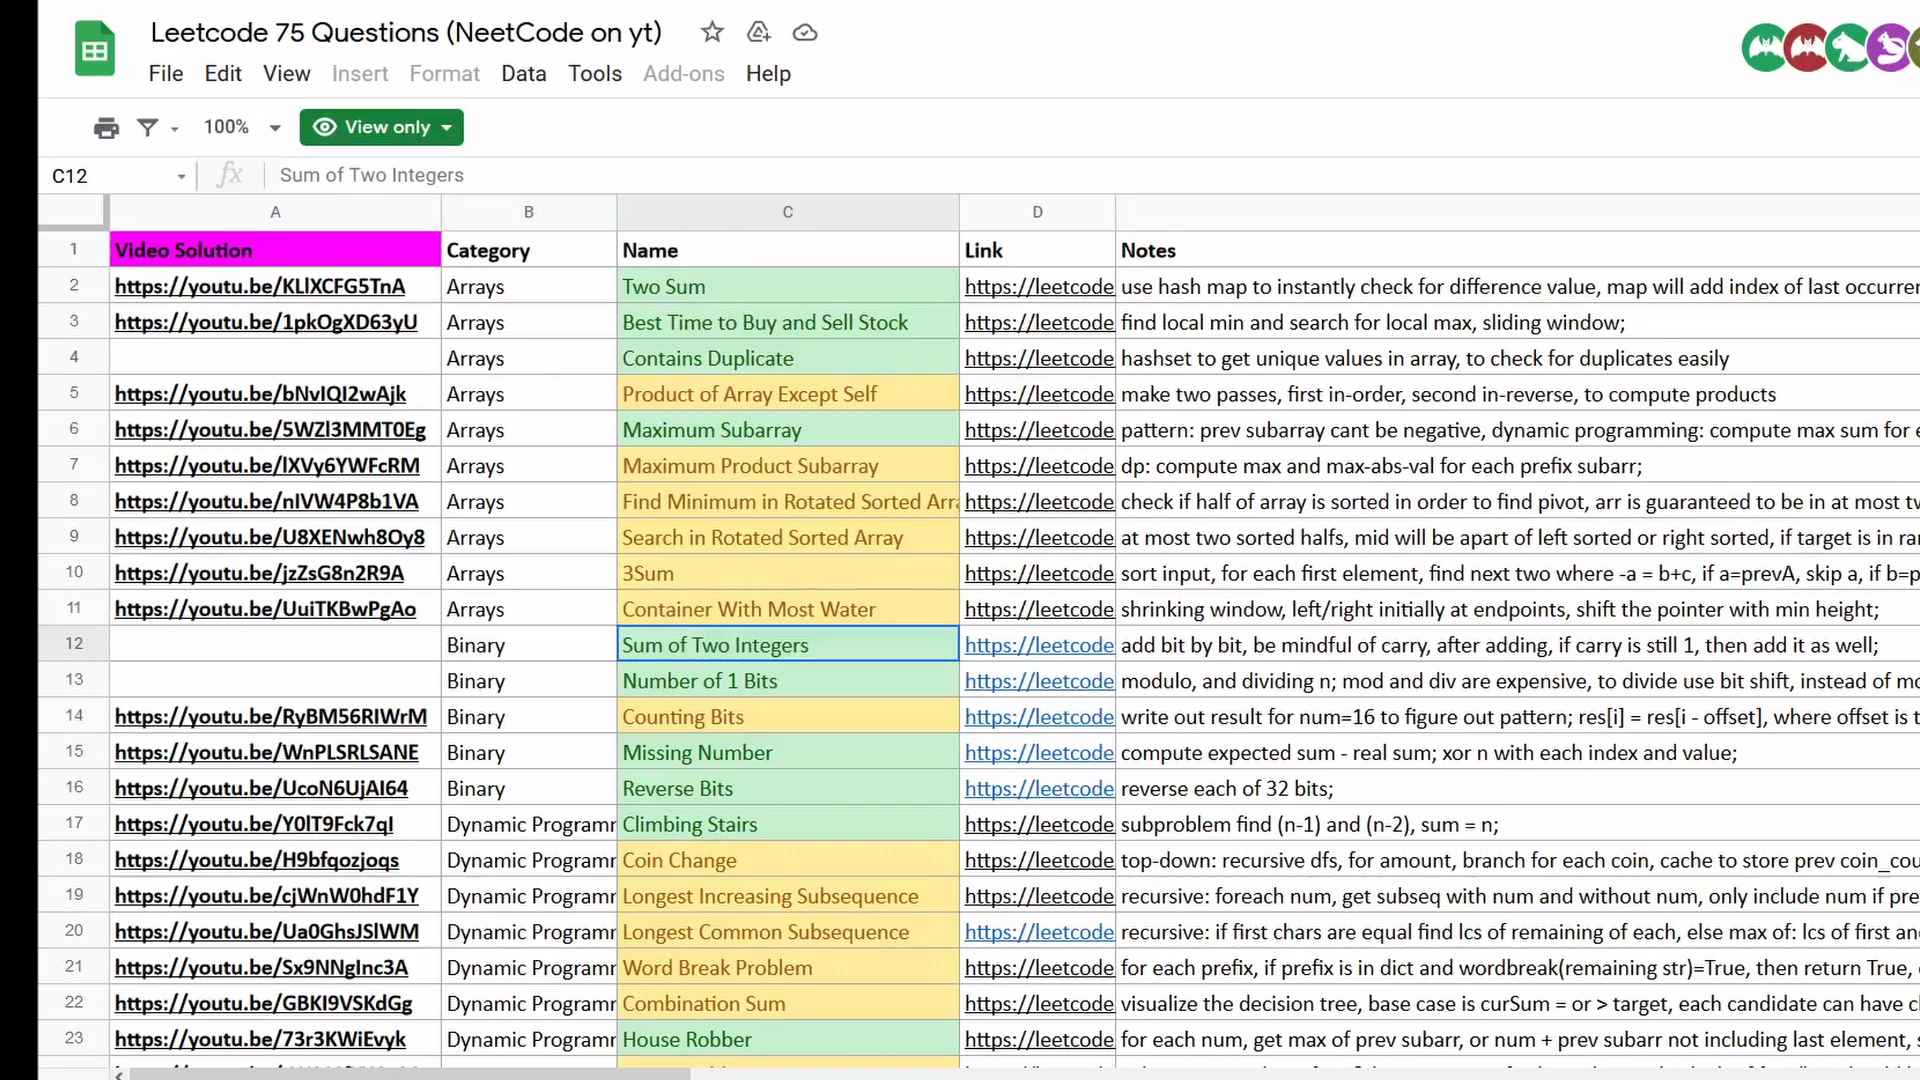 Leetcode 75 Questions (NeetCode on yt)
File Edit View Insert Format Data Tools Add-ons Help
100% View only
C12 fx Sum of Two Integers
A B C D
1 Video Solution Category Name Link Notes
2 https://youtu.be/KLlXCFG5TnA Arrays Two Sum https://leetcode. use hash map to instantly check for difference value, map will add index of last occurren
3 https://youtu.be/1pkOgXD63yU Arrays Best Time to Buy and Sell Stock https://leetcode. find local min and search for local max, sliding window;
4 Arrays Contains Duplicate https://leetcode. hashset to get unique values in array, to check for duplicates easily
5 https://youtu.be/bNvIQI2wAjk Arrays Product of Array Except Self https://leetcode. make two passes, first in-order, second in-reverse, to compute products
6 https://youtu.be/5WZl3MMT0Eg Arrays Maximum Subarray https://leetcode. pattern: prev subarray cant be negative, dynamic programming: compute max sum for e
7 https://youtu.be/lXVy6YWFcRM Arrays Maximum Product Subarray https://leetcode. dp: compute max and max-abs-val for each prefix subarr;
8 https://youtu.be/nIVW4P8b1VA Arrays Find Minimum in Rotated Sorted Arra https://leetcode. check if half of array is sorted in order to find pivot, arr is guaranteed to be in at most tw
9 https://youtu.be/U8XENwh8Oy8 Arrays Search in Rotated Sorted Array https://leetcode. at most two sorted halfs, mid will be apart of left sorted or right sorted, if target is in ran
10 https://youtu.be/jzZsG8n2R9A Arrays 3Sum https://leetcode. sort input, for each first element, find next two where -a = b+c, if a=prevA, skip a, if b=p
11 https://youtu.be/UuiTKBwPgAo Arrays Container With Most Water https://leetcode. shrinking window, left/right initially at endpoints, shift the pointer with min height;
12 Binary Sum of Two Integers https://leetcode. add bit by bit, be mindful of carry, after adding, if carry is still 1, then add it as well;
13 Binary Number of 1 Bits https://leetcode. modulo, and dividing n; mod and div are expensive, to divide use bit shift, instead of mo
14 https://youtu.be/RyBM56RIWrM Binary Counting Bits https://leetcode. write out result for num=16 to figure out pattern; res[i] = res[i - offset], where offset is t
15 https://youtu.be/WnPLSRLSANE Binary Missing Number https://leetcode. compute expected sum - real sum; xor n with each index and value;
16 https://youtu.be/UcoN6UjAI64 Binary Reverse Bits https://leetcode. reverse each of 32 bits;
17 https://youtu.be/Y0lT9Fck7qI Dynamic Programr Climbing Stairs https://leetcode. subproblem find (n-1) and (n-2), sum = n;
18 https://youtu.be/H9bfqozjoqs Dynamic Programr Coin Change https://leetcode. top-down: recursive dfs, for amount, branch for each coin, cache to store prev coin_cou
19 https://youtu.be/cjWnW0hdF1Y Dynamic Programr Longest Increasing Subsequence https://leetcode. recursive: foreach num, get subseq with num and without num, only include num if pre
20 https://youtu.be/Ua0GhsJSlWM Dynamic Programr Longest Common Subsequence https://leetcode. recursive: if first chars are equal find lcs of remaining of each, else max of: lcs of first an
21 https://youtu.be/Sx9NNgInc3A Dynamic Programr Word Break Problem https://leetcode. for each prefix, if prefix is in dict and wordbreak(remaining str)=True, then return True,
22 https://youtu.be/GBKI9VSKdGg Dynamic Programr Combination Sum https://leetcode. visualize the decision tree, base case is curSum = or > target, each candidate can have c
23 https://youtu.be/73r3KWiEvyk Dynamic Programr House Robber https://leetcode. for each num, get max of prev subarr, or num + prev subarr not including last element, s